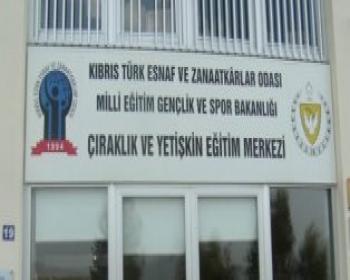 KIBRIS TÜRK ESNAF VE ZANAATKÂRLAR ODASI
MİLLİ EĞİTİM GENÇLİK VE SPOR BAKANLIĞI
ÇIRAKLIK VE YETİŞKİN EĞİTİM MERKEZİ
1994
19